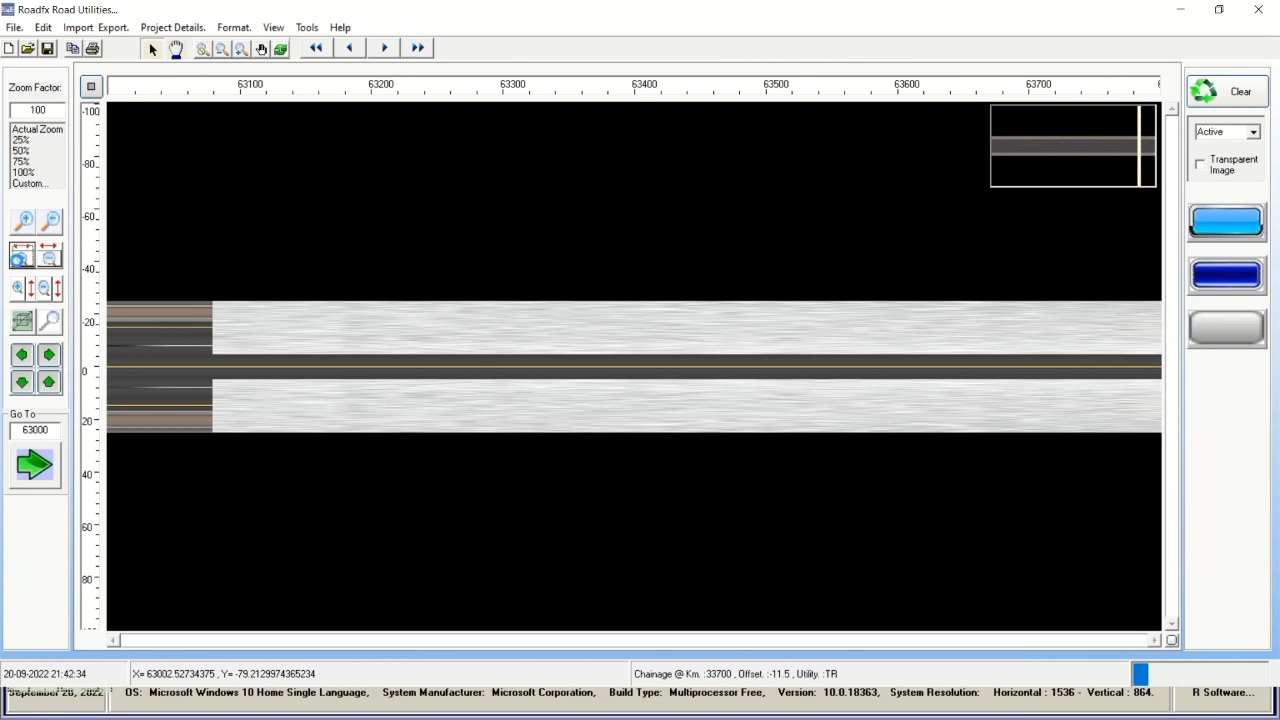 Roadfx Road Utilities...
File. Edit Import Export. Project Details. Format. View Tools Help
Zoom Factor:
100
Actual Zoom
25%
50%
75%
100%
Custom...
Go To
63000
63100 63200 63300 63400 63500 63600 63700
-100
-80
-60
-40
-20
0
20
40
60
80
Clear
Active
Transparent
Image
20-09-2022 21:42:34 X= 63002.52734375 , Y= -79.2129974365234 Chainage @ Km. :33700 , Offset. :-11.5 , Utility. :TR
September 20, 2022 OS: Microsoft Windows 10 Home Single Language, System Manufacturer: Microsoft Corporation, Build Type: Multiprocessor Free, Version: 10.0.18363, System Resolution: Horizontal : 1536 - Vertical : 864. R Software...